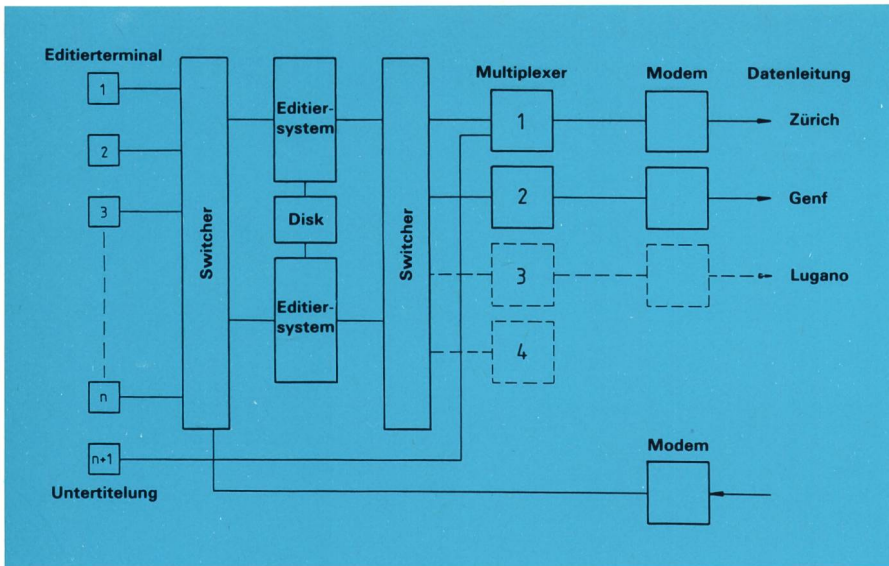 Editierterminal
1
2
3
n
n+1
Untertitelung
Switcher
Editier-
system
Disk
Editier-
system
Switcher
Multiplexer
1
2
3
4
Modem
Datenleitung
Zürich
Genf
Lugano
Modem